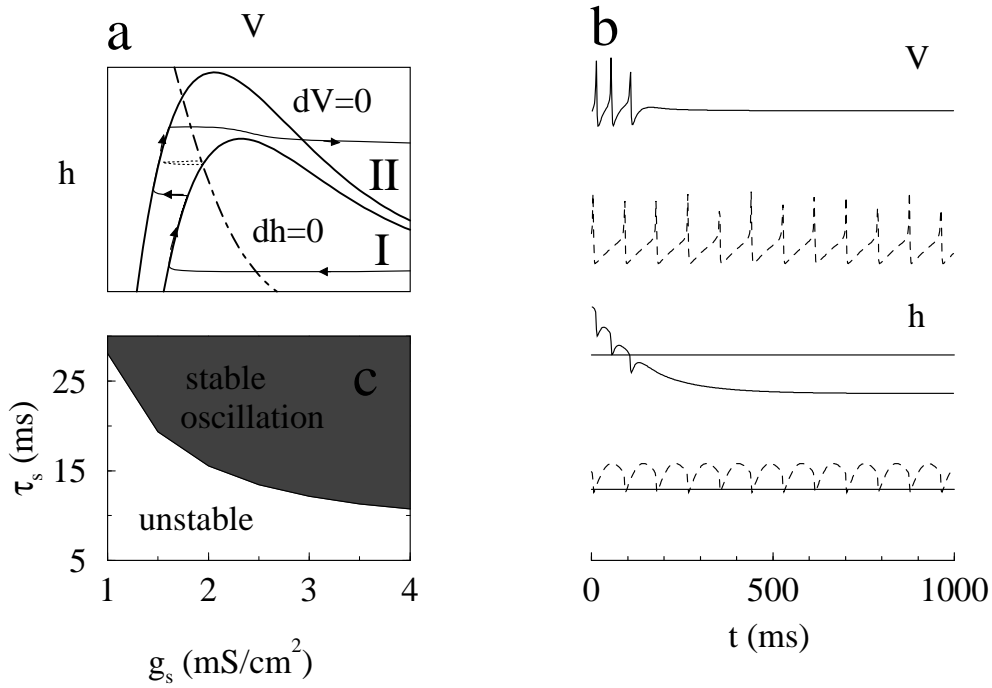 a
V
dV=0
h
II
dh=0
I
c
stable
oscillation
25
15
5
τs (ms)
unstable
1 2 3 4
gs (mS/cm²)
b
V
h
0 500 1000
t (ms)